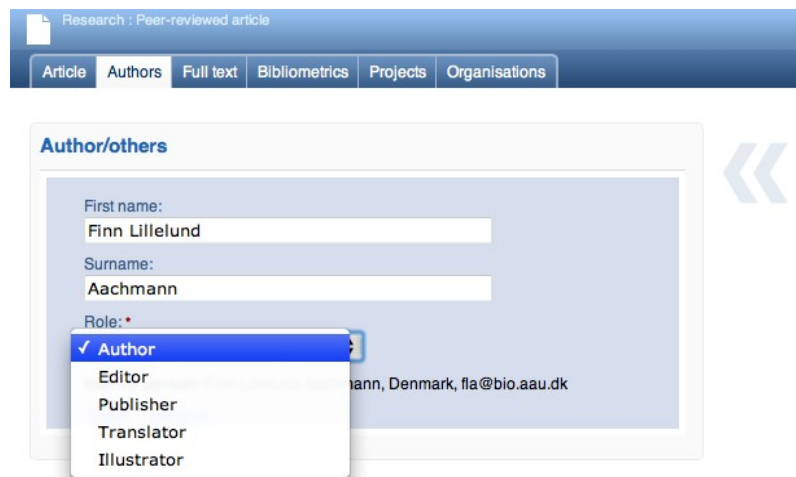 Research : Peer-reviewed article
Article Authors Full text Bibliometrics Projects Organisations
Author/others
First name:
Finn Lillelund
Surname:
Aachmann
Role: *
✓ Author
Editor
ann, Denmark, fla@bio.aau.dk
Publisher
Translator
Illustrator